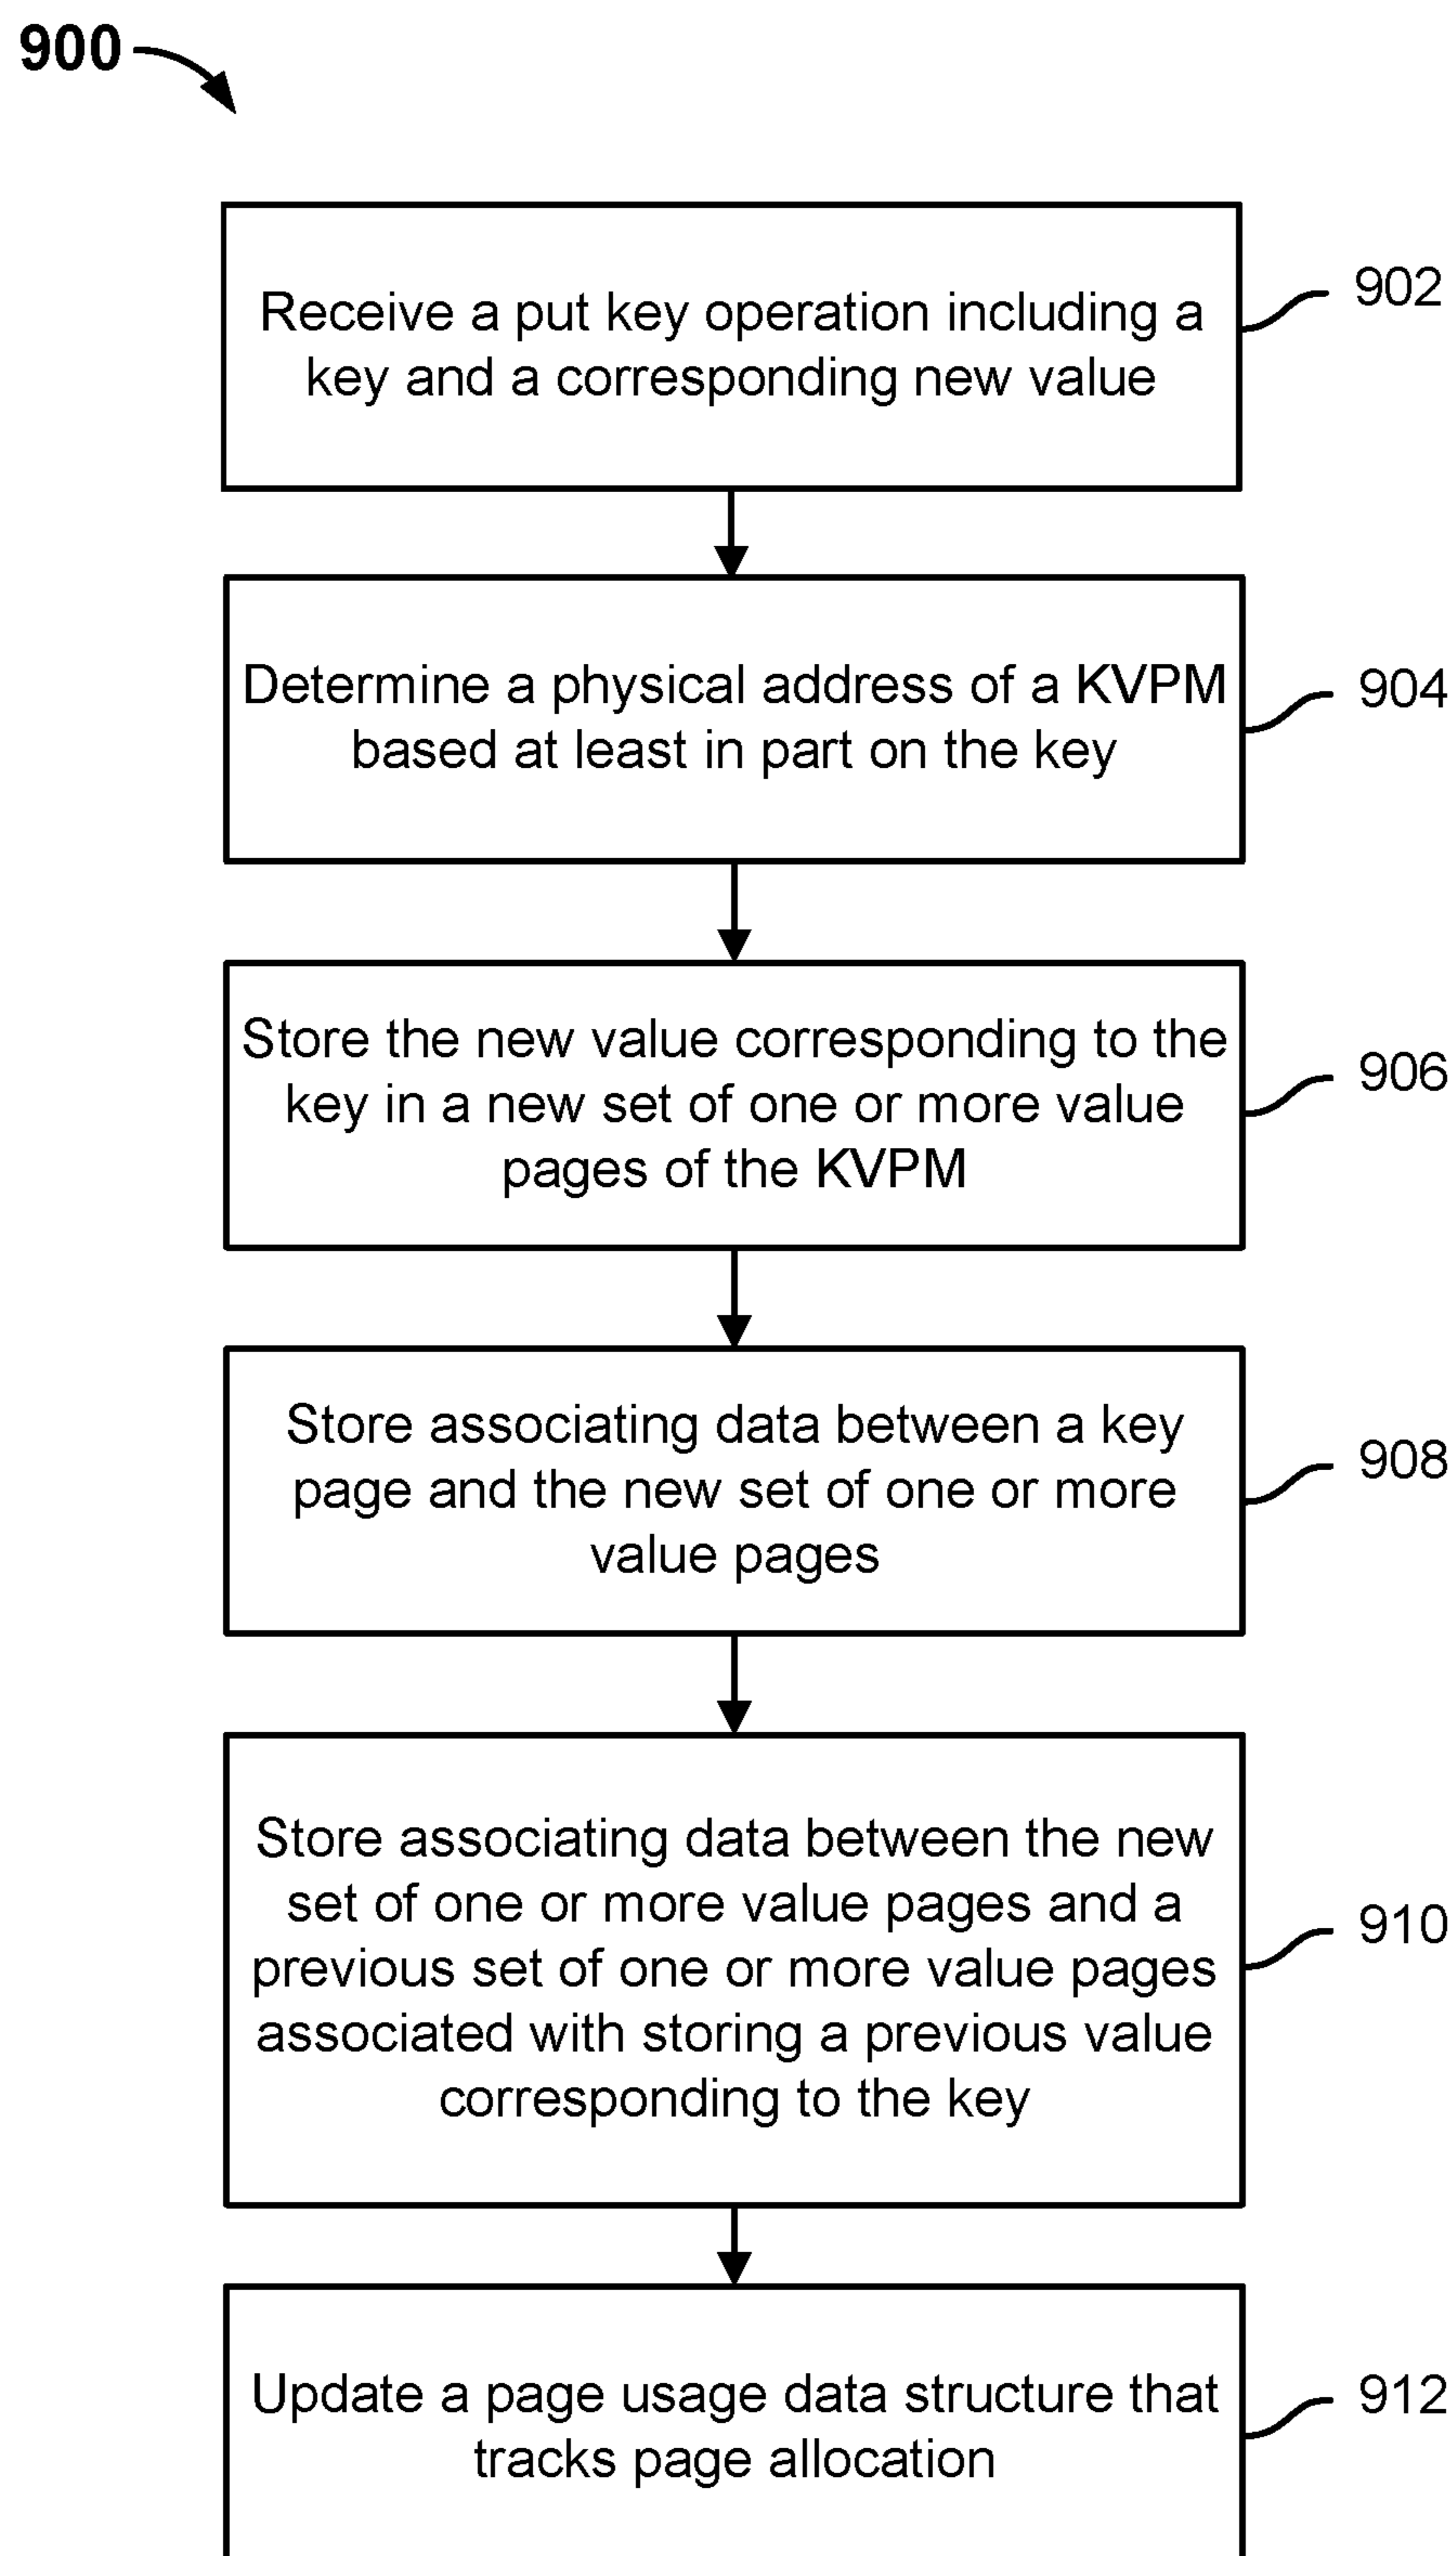 900
Receive a put key operation including a
key and a corresponding new value
902
Determine a physical address of a KVPM
based at least in part on the key
904
Store the new value corresponding to the
key in a new set of one or more value
pages of the KVPM
906
Store associating data between a key
page and the new set of one or more
value pages
908
Store associating data between the new
set of one or more value pages and a
previous set of one or more value pages
associated with storing a previous value
corresponding to the key
910
Update a page usage data structure that
tracks page allocation
912